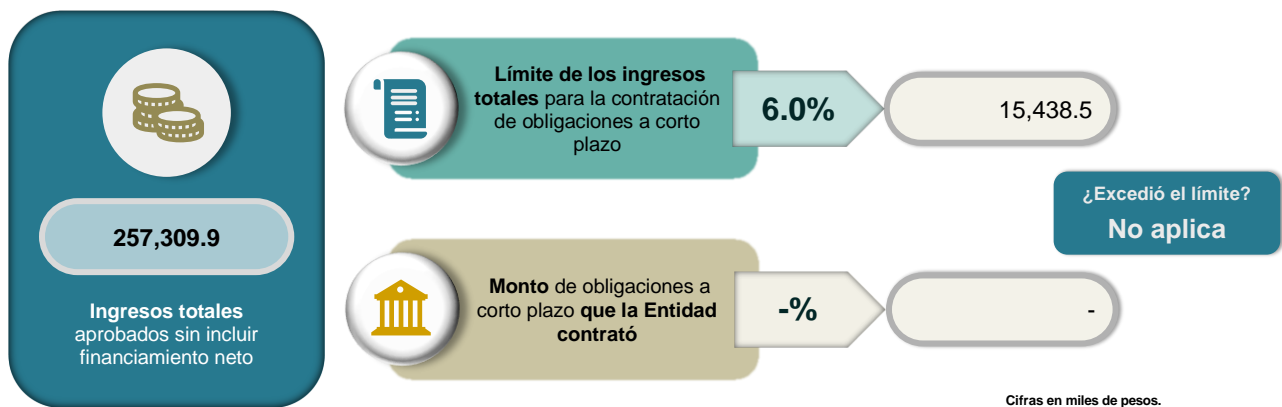 257,309.9
Ingresos totales
aprobados sin incluir
financiamiento neto
Límite de los ingresos
totales para la contratación
de obligaciones a corto
plazo
6.0%
15,438.5
¿Excedió el límite?
No aplica
Monto de obligaciones a
corto plazo que la Entidad
contrató
-%
-
Cifras en miles de pesos.